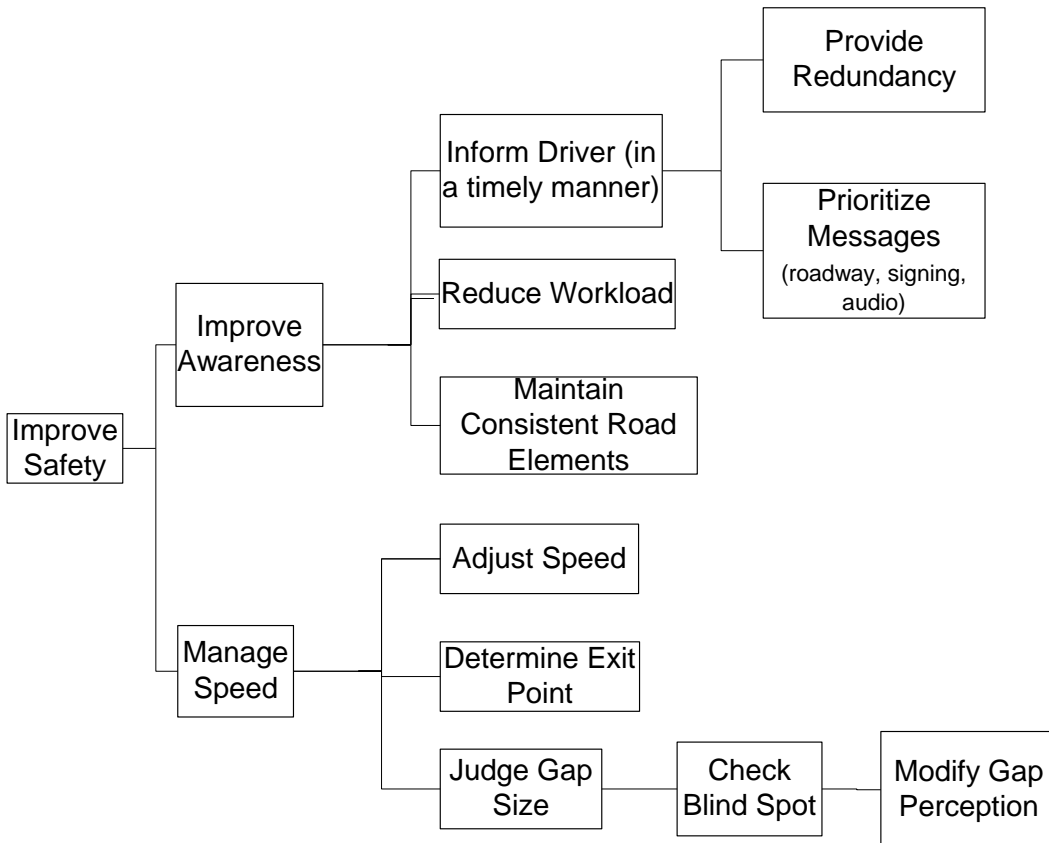 Provide
Redundancy
Inform Driver (in
a timely manner)
Prioritize
Messages
(roadway, signing,
audio)
Reduce Workload
Improve
Awareness
Maintain
Consistent Road
Elements
Improve
Safety
Adjust Speed
Manage
Speed
Determine Exit
Point
Judge Gap
Size
Check
Blind Spot
Modify Gap
Perception